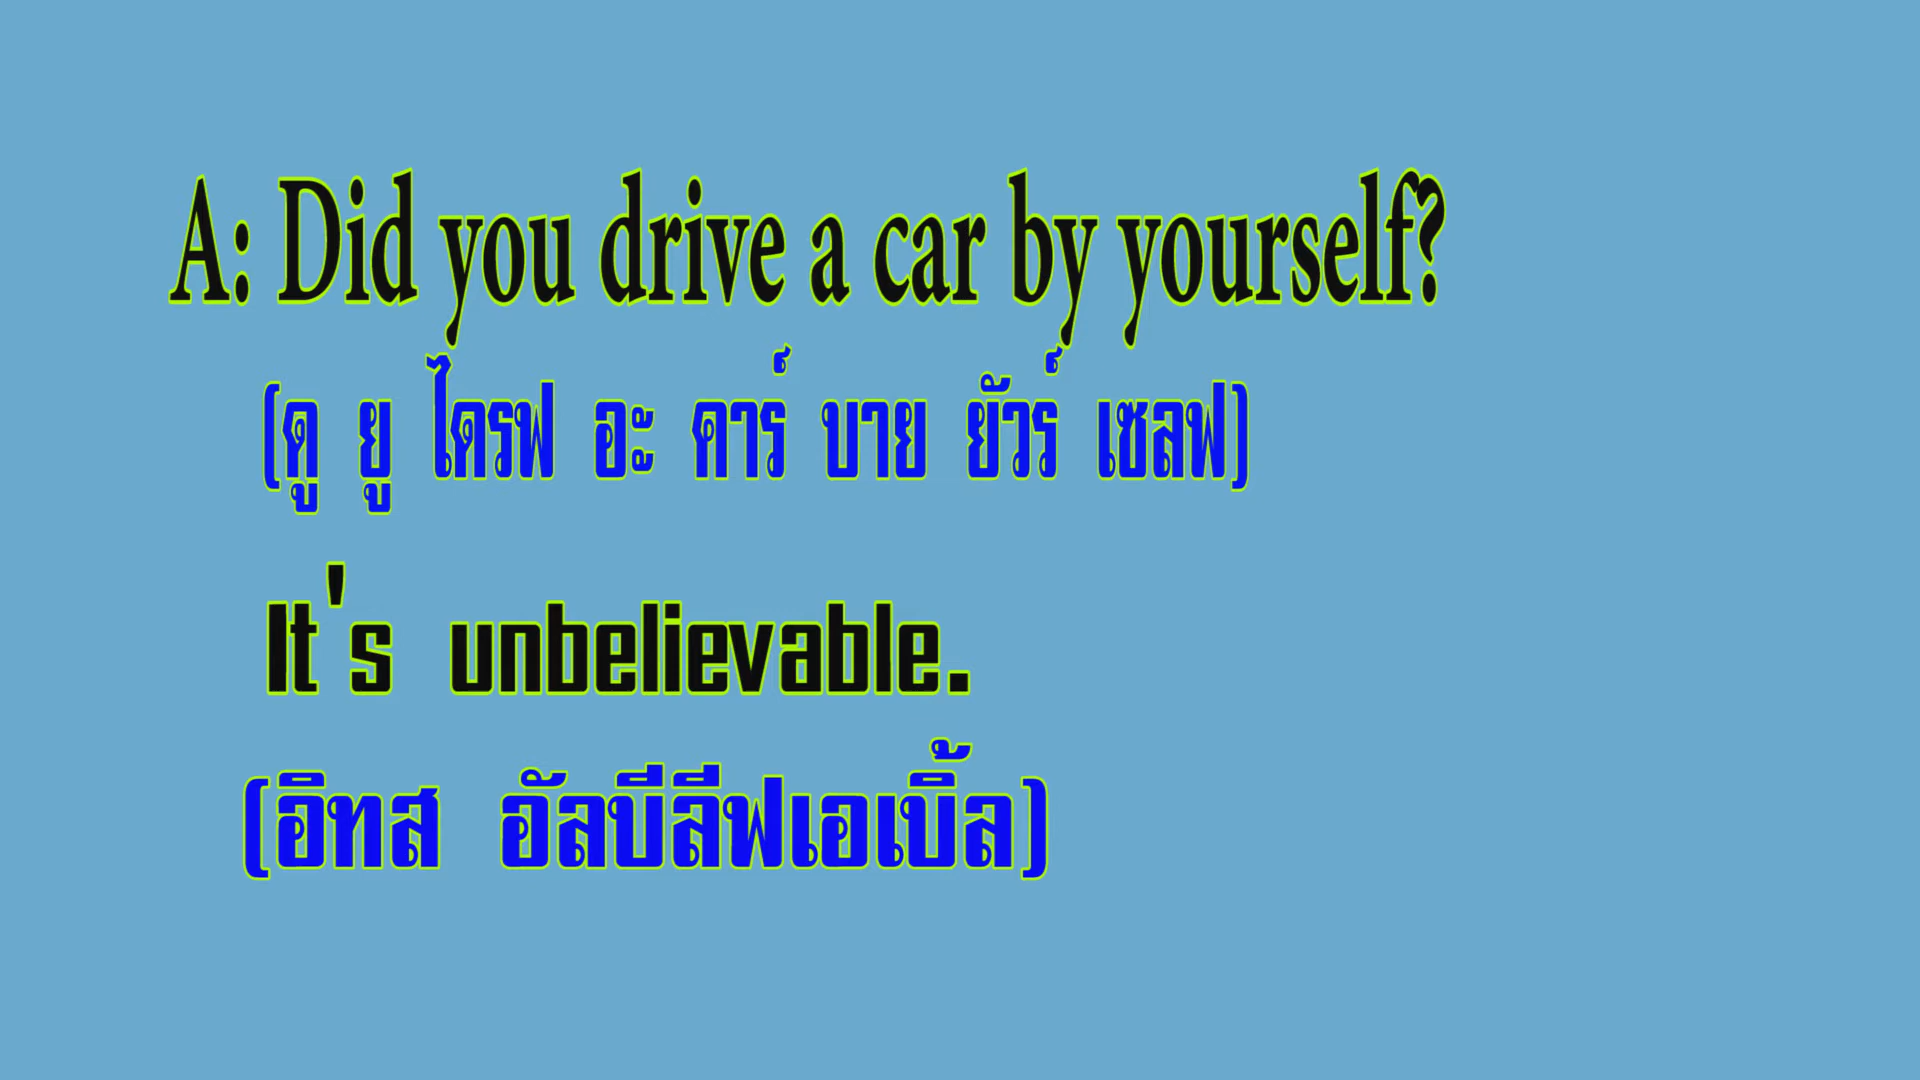 A: Did you drive a car by yourself?
(ดู ยู ไดรฟ อะ คาร์ บาย ยัวร์ เซลฟ)
It's unbelievable.
(อิทส อัลบีลีฟเอเบิ้ล)